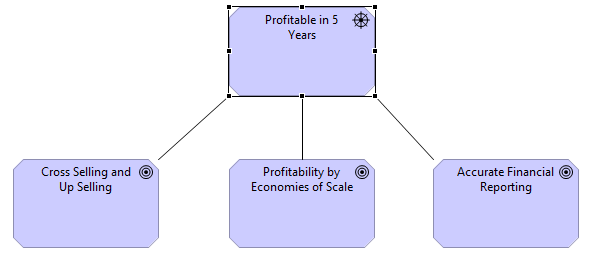 Profitable in 5
Years
Cross Selling and
Up Selling
Profitability by
Economies of Scale
Accurate Financial
Reporting